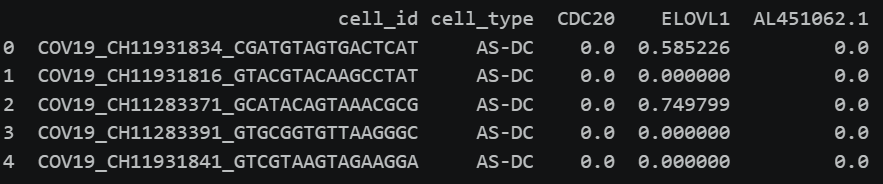 cell_id cell_type CDC20 ELOVL1 AL451062.1
0 COV19_CH11931834_CGATGTAGTGACTCAT AS-DC 0.0 0.585226 0.0
1 COV19_CH11931816_GTACGTACAAGCCTAT AS-DC 0.0 0.000000 0.0
2 COV19_CH11283371_GCATACAGTAAACGCG AS-DC 0.0 0.749799 0.0
3 COV19_CH11283391_GTGCGGTGTTAAGGGC AS-DC 0.0 0.000000 0.0
4 COV19_CH11931841_GTCGTAAGTAGAAGGA AS-DC 0.0 0.000000 0.0